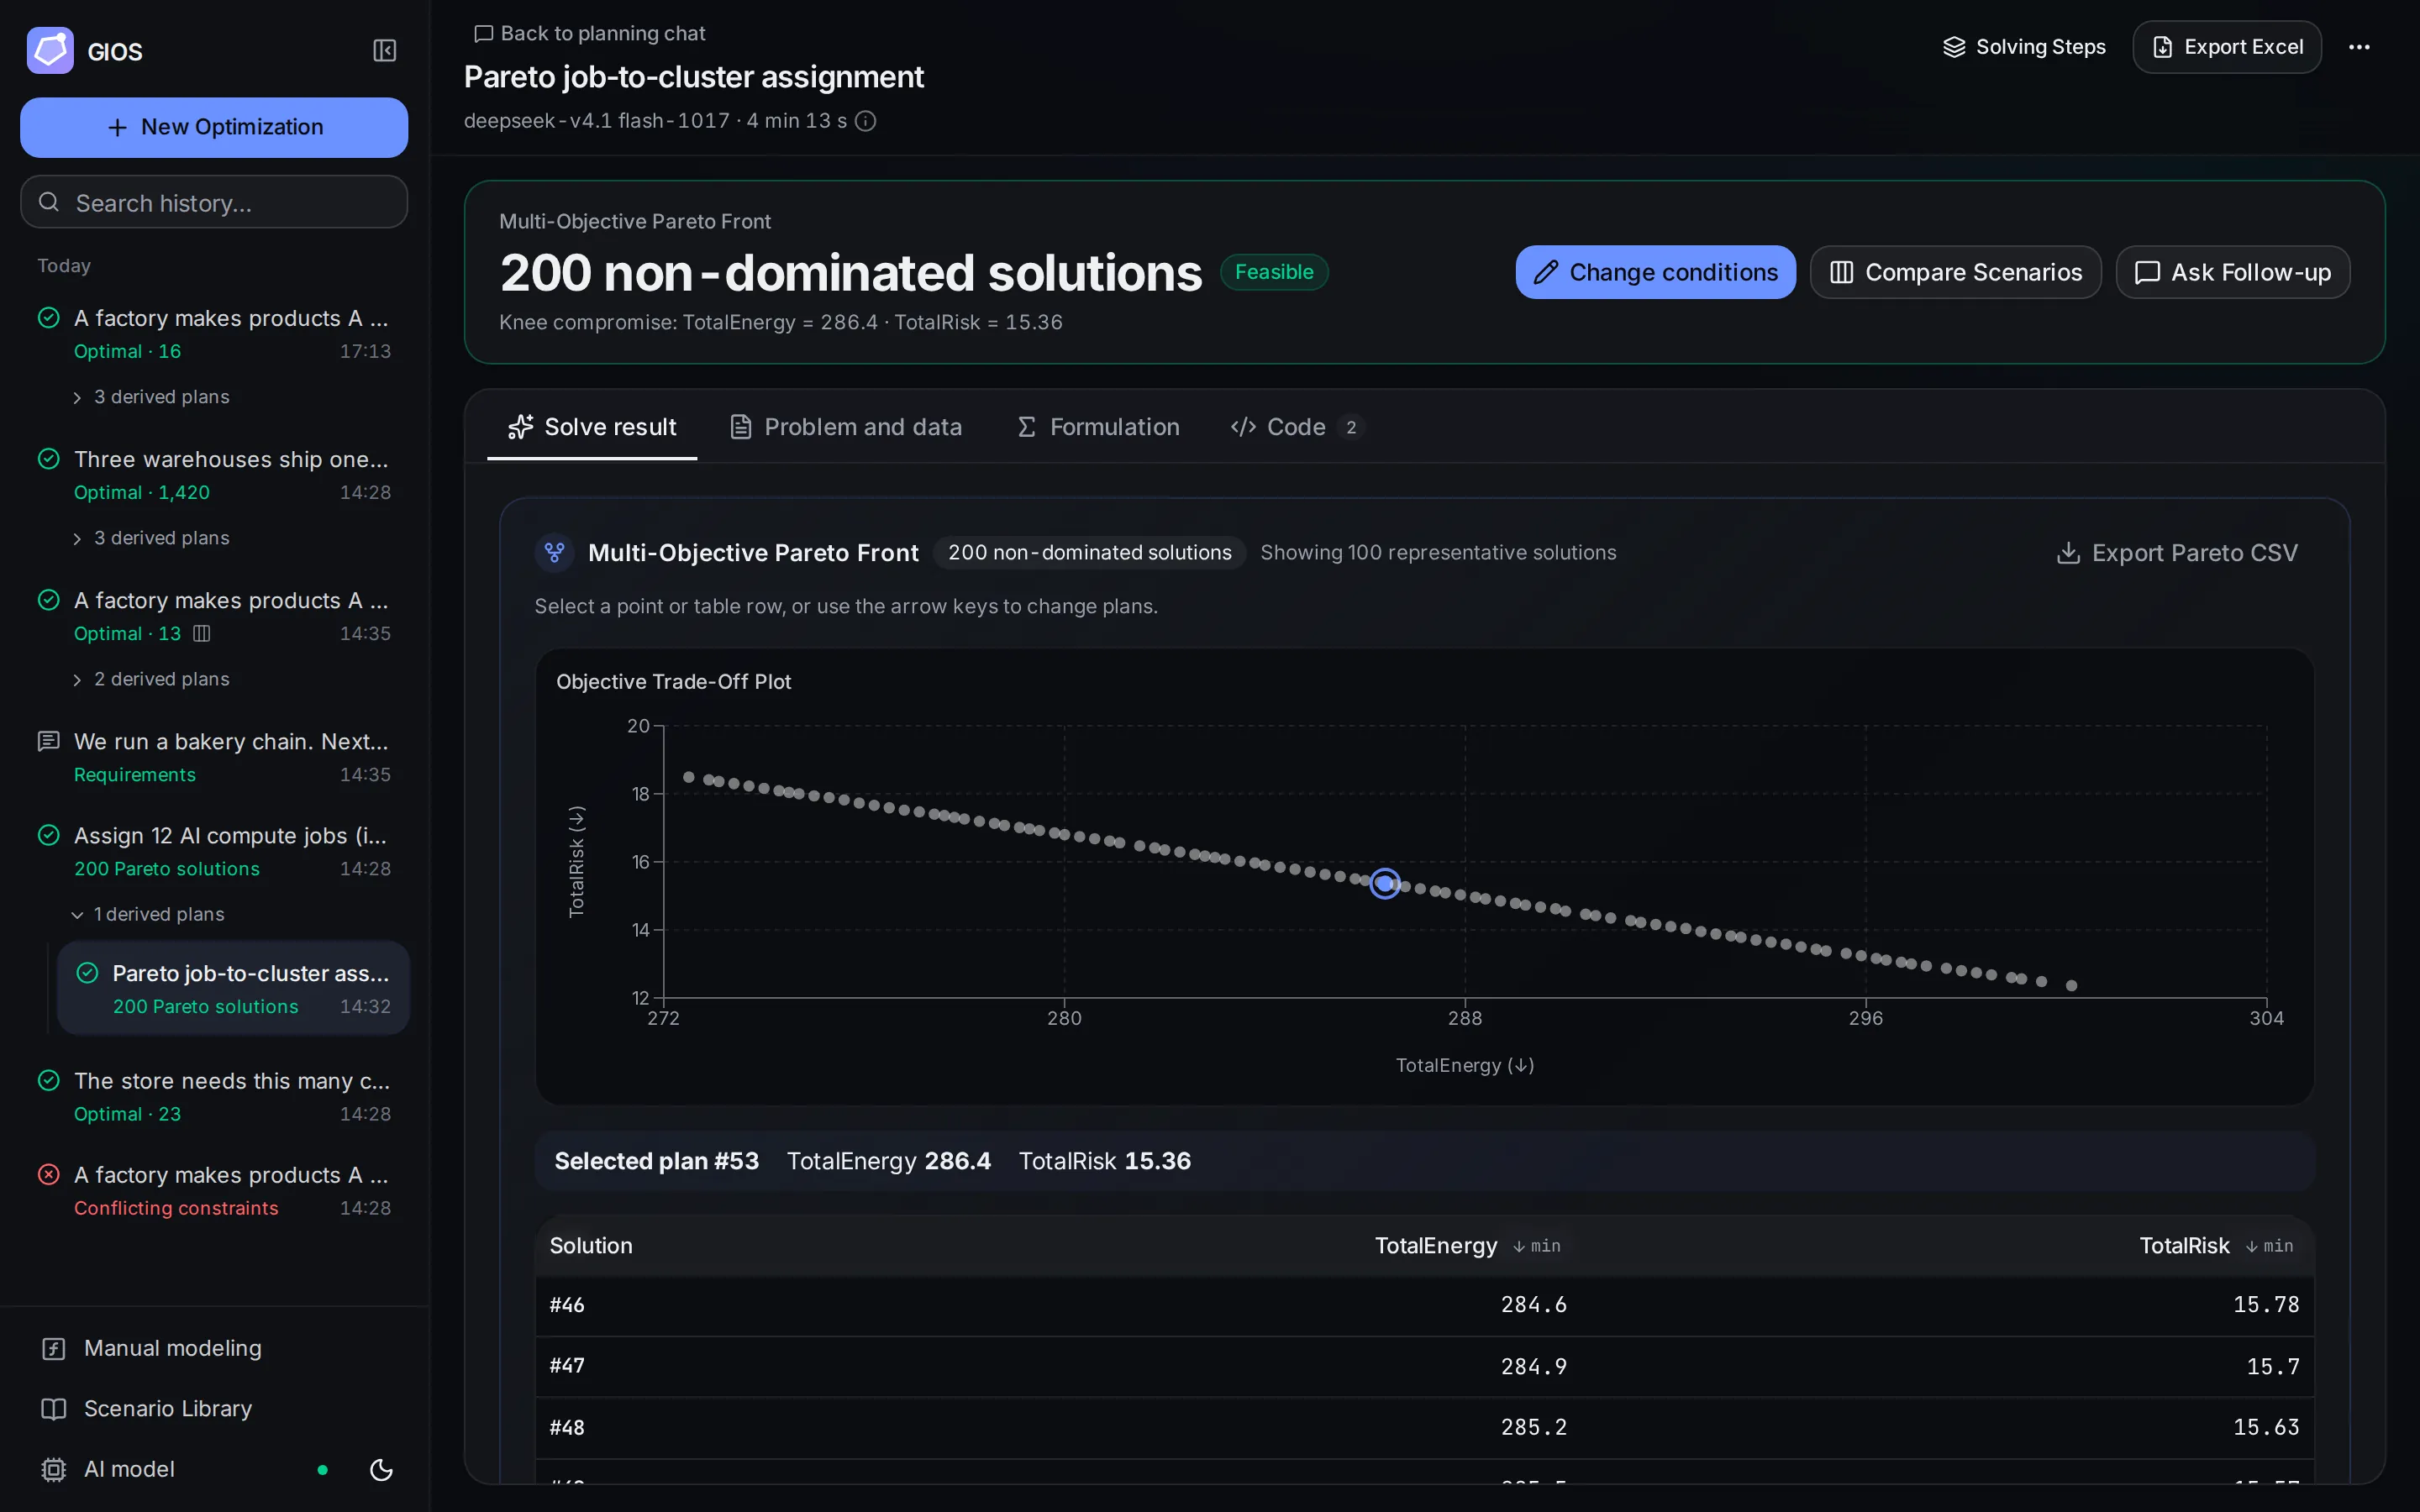 GIOS
New Optimization
Search history...
Today
A factory makes products A ...
Optimal · 16 17:13
3 derived plans
Three warehouses ship one...
Optimal · 1,420 14:28
3 derived plans
A factory makes products A ...
Optimal · 13 14:35
2 derived plans
We run a bakery chain. Next...
Requirements 14:35
Assign 12 AI compute jobs (i...
200 Pareto solutions 14:28
1 derived plans
Pareto job-to-cluster ass...
200 Pareto solutions 14:32
The store needs this many c...
Optimal · 23 14:28
A factory makes products A ...
Conflicting constraints 14:28
Manual modeling
Scenario Library
AI model
Back to planning chat
Pareto job-to-cluster assignment
deepseek-v4.1 flash-1017 · 4 min 13 s
Solving Steps
Export Excel
Multi-Objective Pareto Front
200 non-dominated solutions Feasible
Knee compromise: TotalEnergy = 286.4 · TotalRisk = 15.36
Change conditions
Compare Scenarios
Ask Follow-up
Solve result
Problem and data
Formulation
Code 2
Multi-Objective Pareto Front 200 non-dominated solutions Showing 100 representative solutions
Export Pareto CSV
Select a point or table row, or use the arrow keys to change plans.
Objective Trade-Off Plot
20
18
16
14
12
TotalRisk (↓)
272 280 288 296 304
TotalEnergy (↓)
Selected plan #53 TotalEnergy 286.4 TotalRisk 15.36
Solution TotalEnergy ↓ min TotalRisk ↓ min
#46 284.6 15.78
#47 284.9 15.7
#48 285.2 15.63